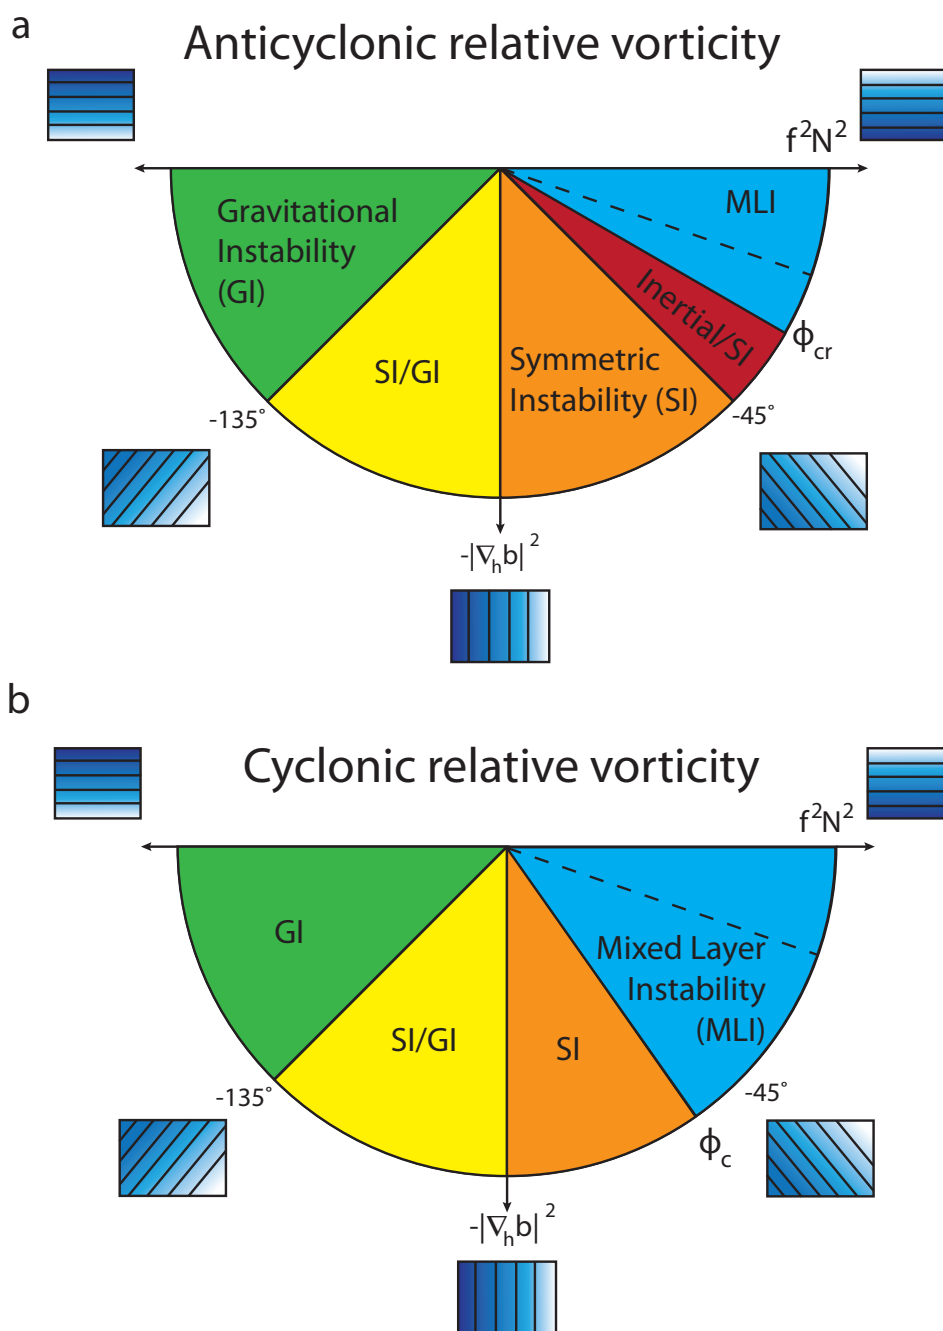 a
Anticyclonic relative vorticity
f²N²
MLI
Gravitational
Instability
(GI)
Inertial/SI
ϕcr
SI/GI
Symmetric
Instability (SI)
-135°
-45°
-|∇hb|²
b
Cyclonic relative vorticity
f²N²
GI
Mixed Layer
Instability
(MLI)
SI/GI
SI
-135°
-45°
ϕc
-|∇hb|²